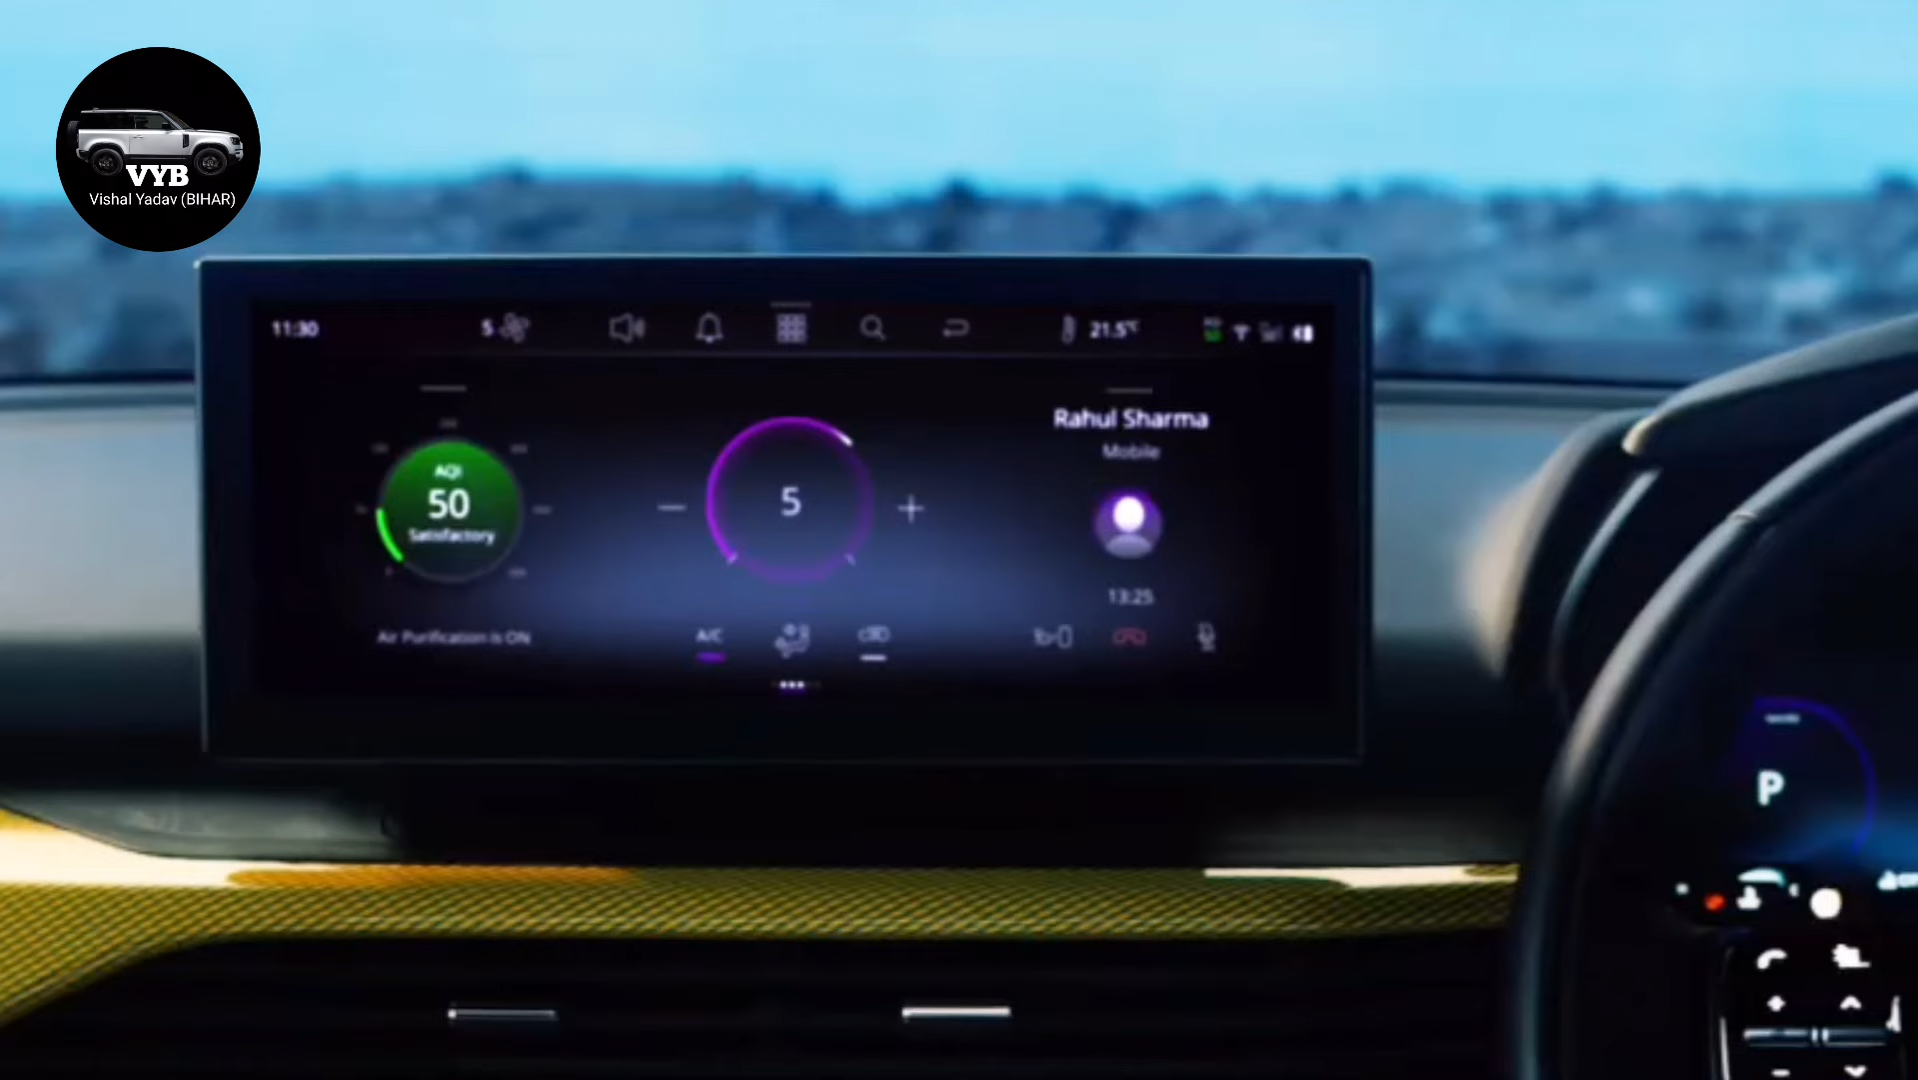 VYB
Vishal Yadav (BIHAR)
11:30
5
21.5°C
AQI
50
Satisfactory
Air Purification is ON
5
A/C
Rahul Sharma
Mobile
13:25
P